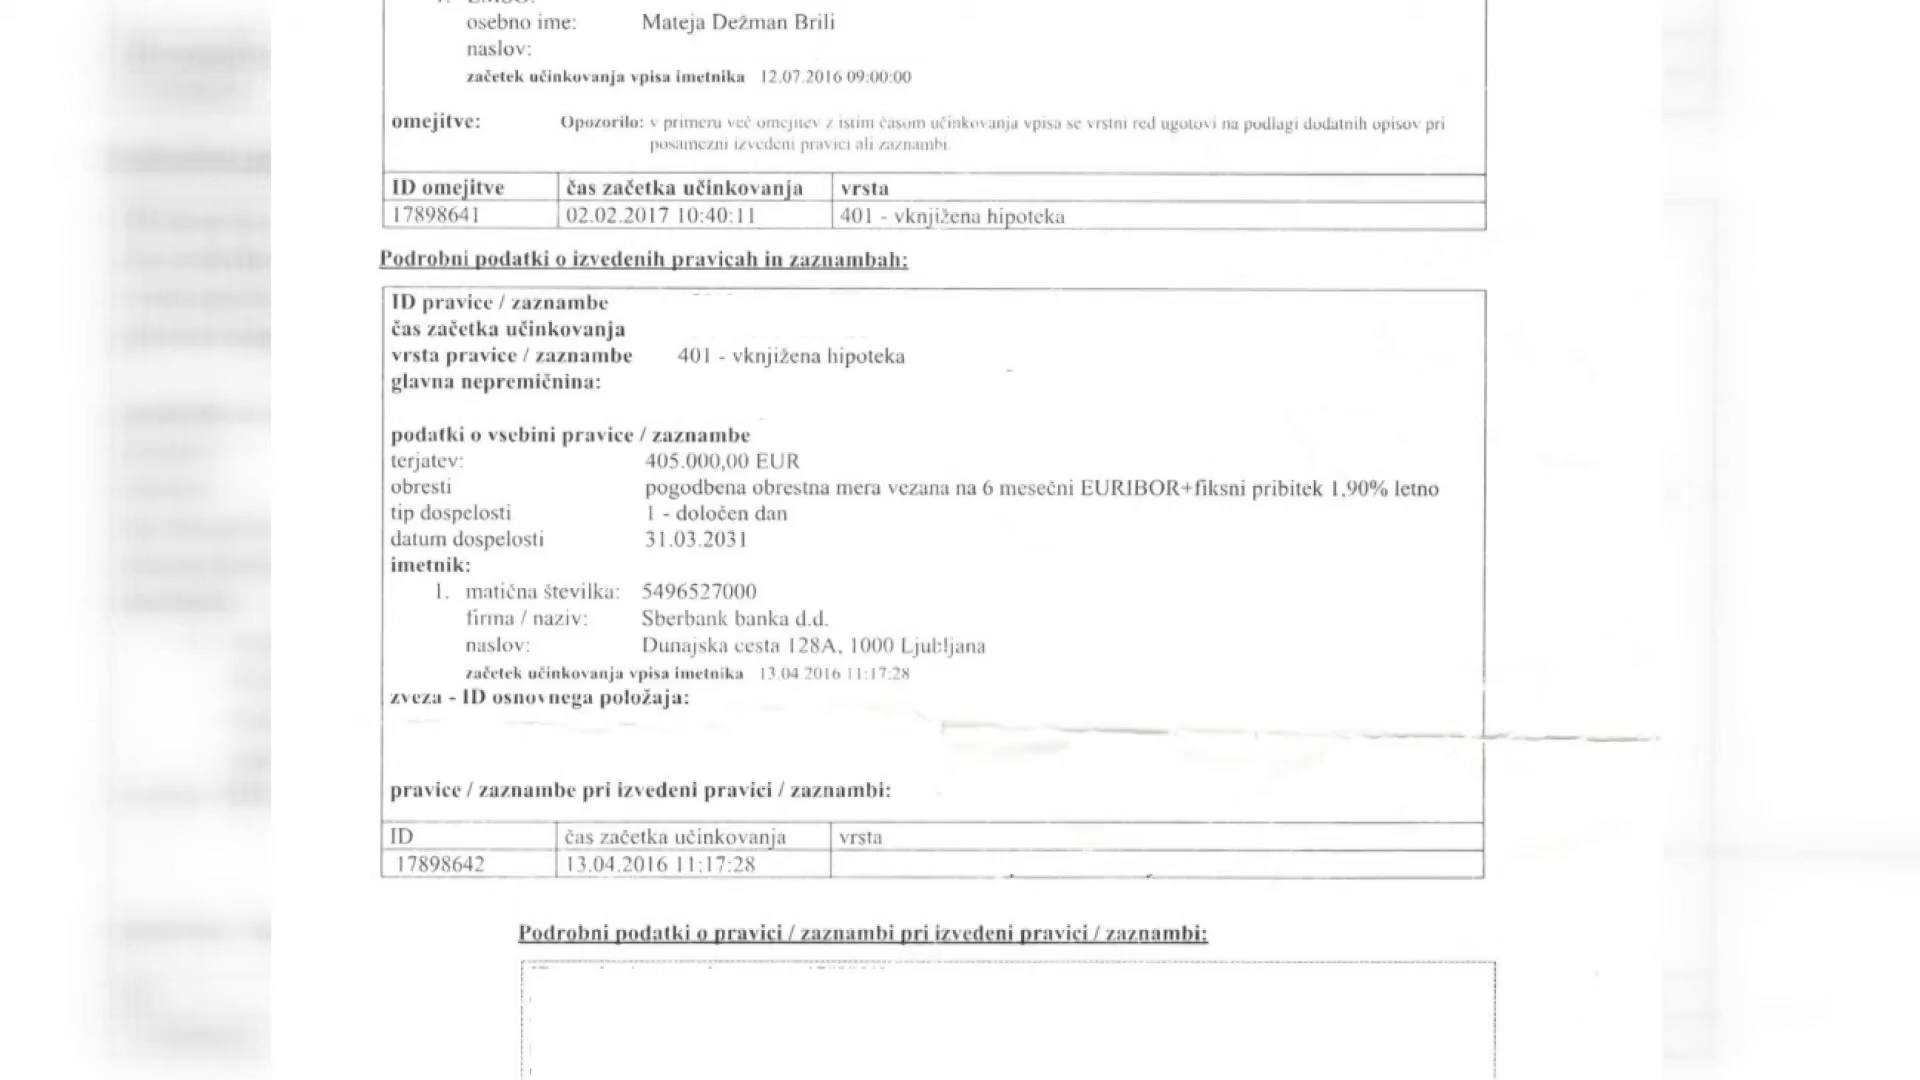 osebno ime: Mateja Dežman Brili
naslov:
začetek učinkovanja vpisa imetnika 12.07.2016 09:00:00
omejitve: Opozorilo: v primeru več omejitev z istim časom učinkovanja vpisa se vrstni red ugotovi na podlagi dodatnih opisov pri
posamezni izvedeni pravici ali zaznambi.
ID omejitve čas začetka učinkovanja vrsta
17898641 02.02.2017 10:40:11 401 - vknjižena hipoteka
Podrobni podatki o izvedenih pravicah in zaznambah:
ID pravice / zaznambe
čas začetka učinkovanja
vrsta pravice / zaznambe 401 - vknjižena hipoteka
glavna nepremičnina:
podatki o vsebini pravice / zaznambe
terjatev: 405.000,00 EUR
obresti pogodbena obrestna mera vezana na 6 mesečni EURIBOR+fiksni pribitek 1,90% letno
tip dospelosti 1 - določen dan
datum dospelosti 31.03.2031
imetnik:
1. matična številka: 5496527000
firma / naziv: Sberbank banka d.d.
naslov: Dunajska cesta 128A, 1000 Ljubljana
začetek učinkovanja vpisa imetnika 13.04.2016 11:17:28
zveza - ID osnovnega položaja:
pravice / zaznambe pri izvedeni pravici / zaznambi:
ID čas začetka učinkovanja vrsta
17898642 13.04.2016 11:17:28
Podrobni podatki o pravici / zaznambi pri izvedeni pravici / zaznambi: